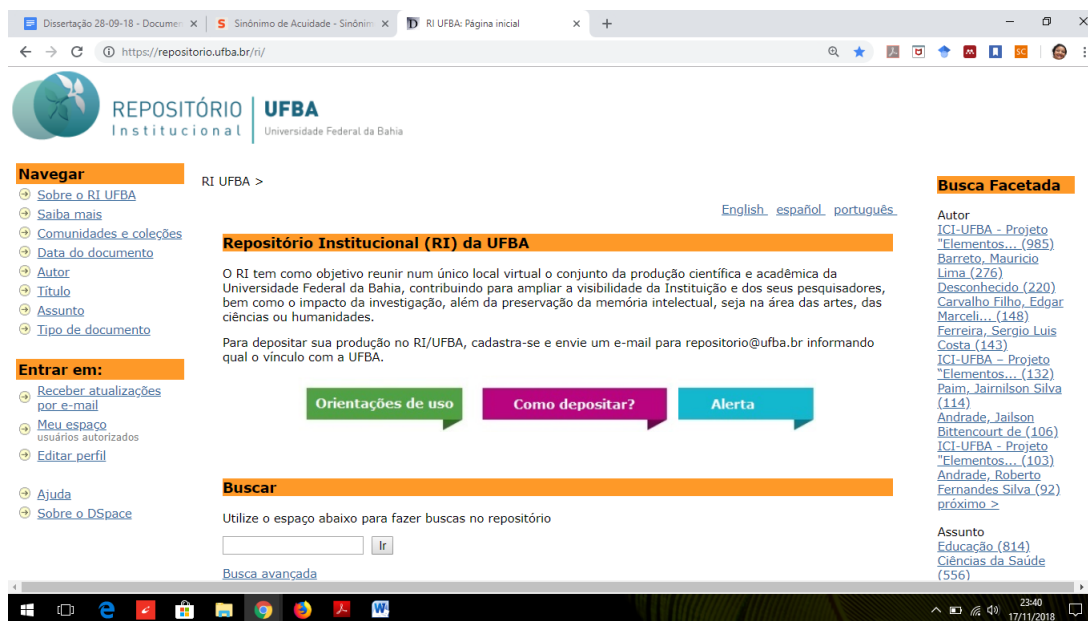 Dissertação 28-09-18 - Documen
Sinônimo de Acuidade - Sinônim
RI UFBA: Página inicial
https://repositorio.ufba.br/ri/
REPOSITÓRIO
Institucional
UFBA
Universidade Federal da Bahia
Navegar
Sobre o RI UFBA
Saiba mais
Comunidades e coleções
Data do documento
Autor
Título
Assunto
Tipo de documento
Entrar em:
Receber atualizações
por e-mail
Meu espaço
usuários autorizados
Editar perfil
Ajuda
Sobre o DSpace
RI UFBA >
English español português
Repositório Institucional (RI) da UFBA
O RI tem como objetivo reunir num único local virtual o conjunto da produção científica e acadêmica da
Universidade Federal da Bahia, contribuindo para ampliar a visibilidade da Instituição e dos seus pesquisadores,
bem como o impacto da investigação, além da preservação da memória intelectual, seja na área das artes, das
ciências ou humanidades.
Para depositar sua produção no RI/UFBA, cadastra-se e envie um e-mail para repositorio@ufba.br informando
qual o vínculo com a UFBA.
Orientações de uso
Como depositar?
Alerta
Buscar
Utilize o espaço abaixo para fazer buscas no repositório
Ir
Busca avançada
Busca Facetada
Autor
ICI-UFBA - Projeto
"Elementos... (985)
Barreto, Mauricio
Lima (276)
Desconhecido (220)
Carvalho Filho, Edgar
Marceli... (148)
Ferreira, Sergio Luis
Costa (143)
ICI-UFBA – Projeto
"Elementos... (132)
Paim, Jairnilson Silva
(114)
Andrade, Jailson
Bittencourt de (106)
ICI-UFBA - Projeto
"Elementos... (103)
Andrade, Roberto
Fernandes Silva (92)
próximo >
Assunto
Educação (814)
Ciências da Saúde
(556)
23:40
17/11/2018